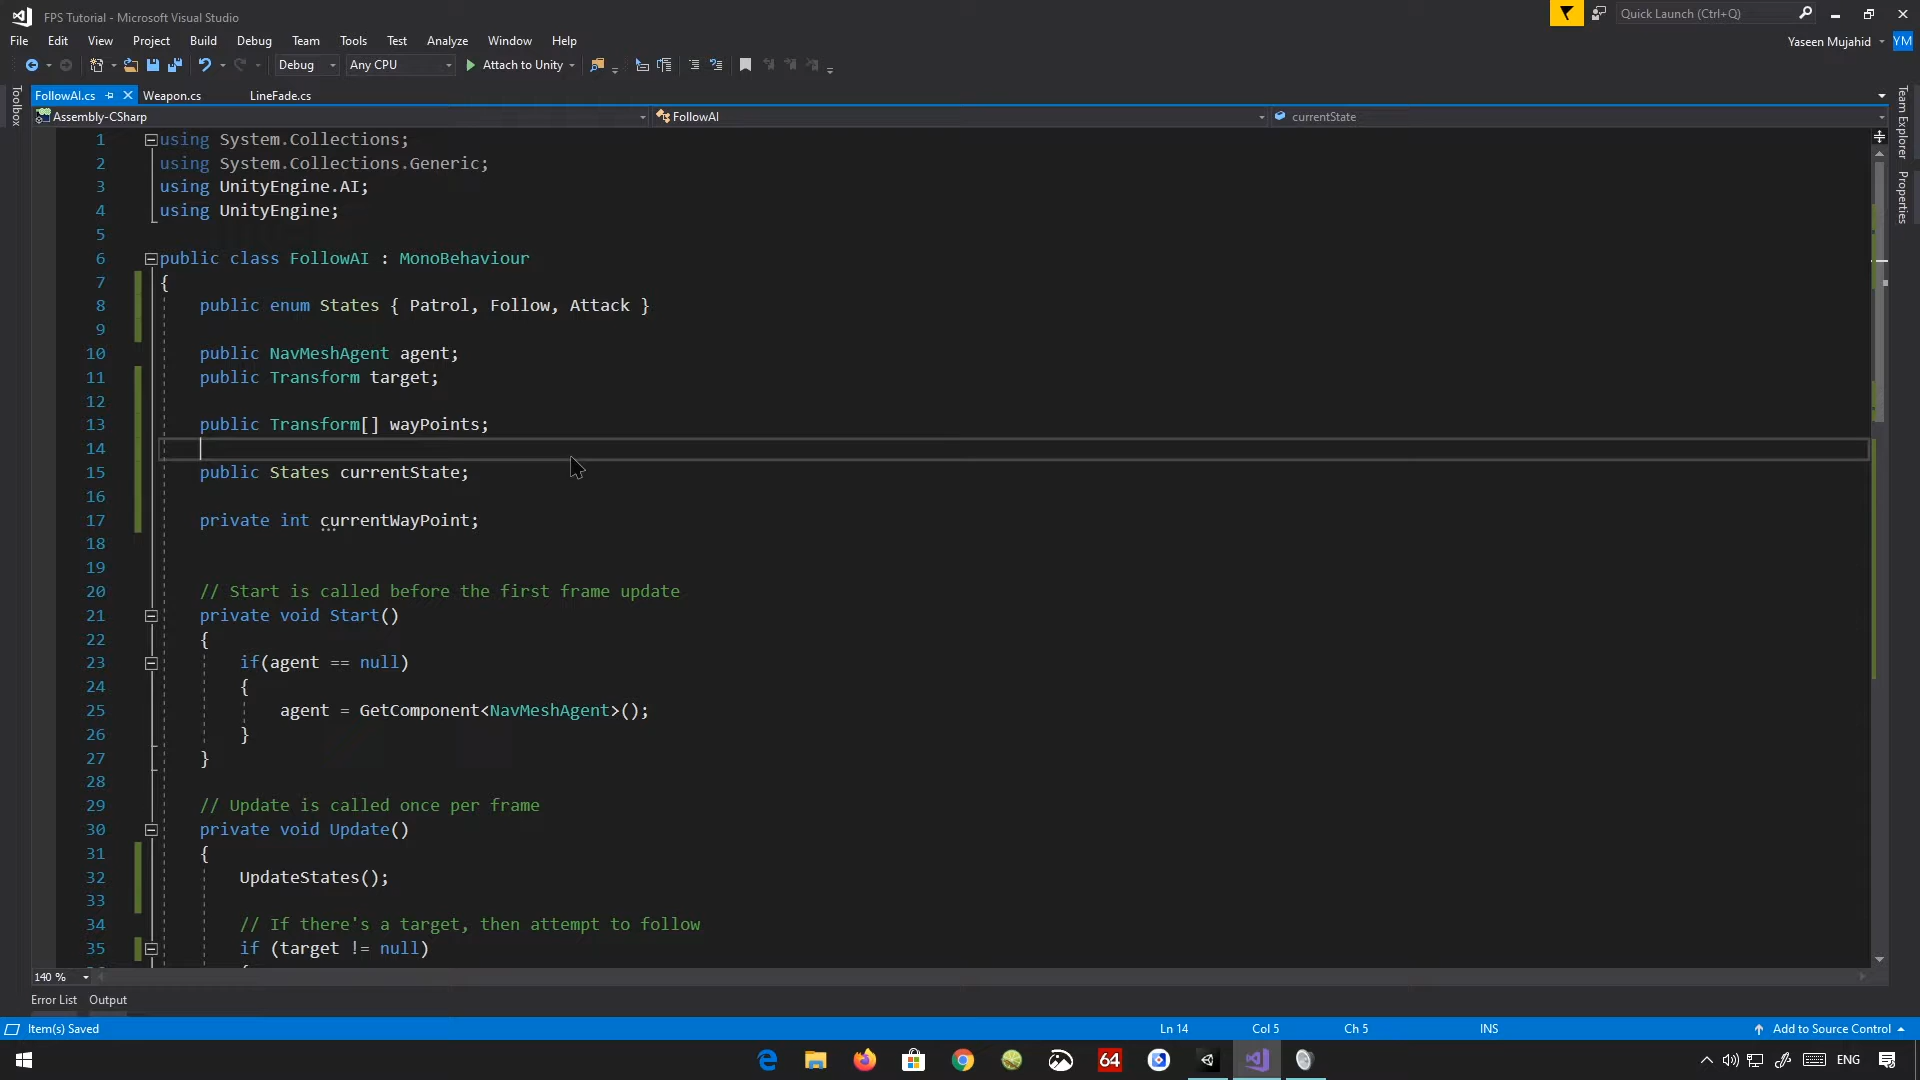 FPS Tutorial - Microsoft Visual Studio
Quick Launch (Ctrl+Q)
File Edit View Project Build Debug Team Tools Test Analyze Window Help
Yaseen Mujahid YM
Debug Any CPU Attach to Unity
Toolbox
FollowAI.cs Weapon.cs LineFade.cs
Assembly-CSharp FollowAI currentState
Team Explorer
Properties
1 using System.Collections;
2 using System.Collections.Generic;
3 using UnityEngine.AI;
4 using UnityEngine;
5
6 public class FollowAI : MonoBehaviour
7 {
8 public enum States { Patrol, Follow, Attack }
9
10 public NavMeshAgent agent;
11 public Transform target;
12
13 public Transform[] wayPoints;
14
15 public States currentState;
16
17 private int currentWayPoint;
18
19
20 // Start is called before the first frame update
21 private void Start()
22 {
23 if(agent == null)
24 {
25 agent = GetComponent<NavMeshAgent>();
26 }
27 }
28
29 // Update is called once per frame
30 private void Update()
31 {
32 UpdateStates();
33
34 // If there's a target, then attempt to follow
35 if (target != null)
140 %
Error List Output
Item(s) Saved Ln 14 Col 5 Ch 5 INS Add to Source Control
64
ENG